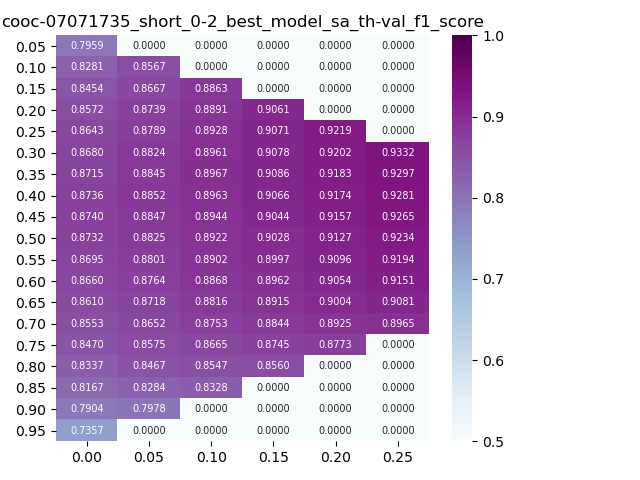 cooc-07071735_short_0-2_best_model_sa_th-val_f1_score
0.05 0.7959 0.0000 0.0000 0.0000 0.0000 0.0000
0.10 0.8281 0.8567 0.0000 0.0000 0.0000 0.0000
0.15 0.8454 0.8667 0.8863 0.0000 0.0000 0.0000
0.20 0.8572 0.8739 0.8891 0.9061 0.0000 0.0000
0.25 0.8643 0.8789 0.8928 0.9071 0.9219 0.0000
0.30 0.8680 0.8824 0.8961 0.9078 0.9202 0.9332
0.35 0.8715 0.8845 0.8967 0.9086 0.9183 0.9297
0.40 0.8736 0.8852 0.8963 0.9066 0.9174 0.9281
0.45 0.8740 0.8847 0.8944 0.9044 0.9157 0.9265
0.50 0.8732 0.8825 0.8922 0.9028 0.9127 0.9234
0.55 0.8695 0.8801 0.8902 0.8997 0.9096 0.9194
0.60 0.8660 0.8764 0.8868 0.8962 0.9054 0.9151
0.65 0.8610 0.8718 0.8816 0.8915 0.9004 0.9081
0.70 0.8553 0.8652 0.8753 0.8844 0.8925 0.8965
0.75 0.8470 0.8575 0.8665 0.8745 0.8773 0.0000
0.80 0.8337 0.8467 0.8547 0.8560 0.0000 0.0000
0.85 0.8167 0.8284 0.8328 0.0000 0.0000 0.0000
0.90 0.7904 0.7978 0.0000 0.0000 0.0000 0.0000
0.95 0.7357 0.0000 0.0000 0.0000 0.0000 0.0000
0.00 0.05 0.10 0.15 0.20 0.25
1.0
0.9
0.8
0.7
0.6
0.5